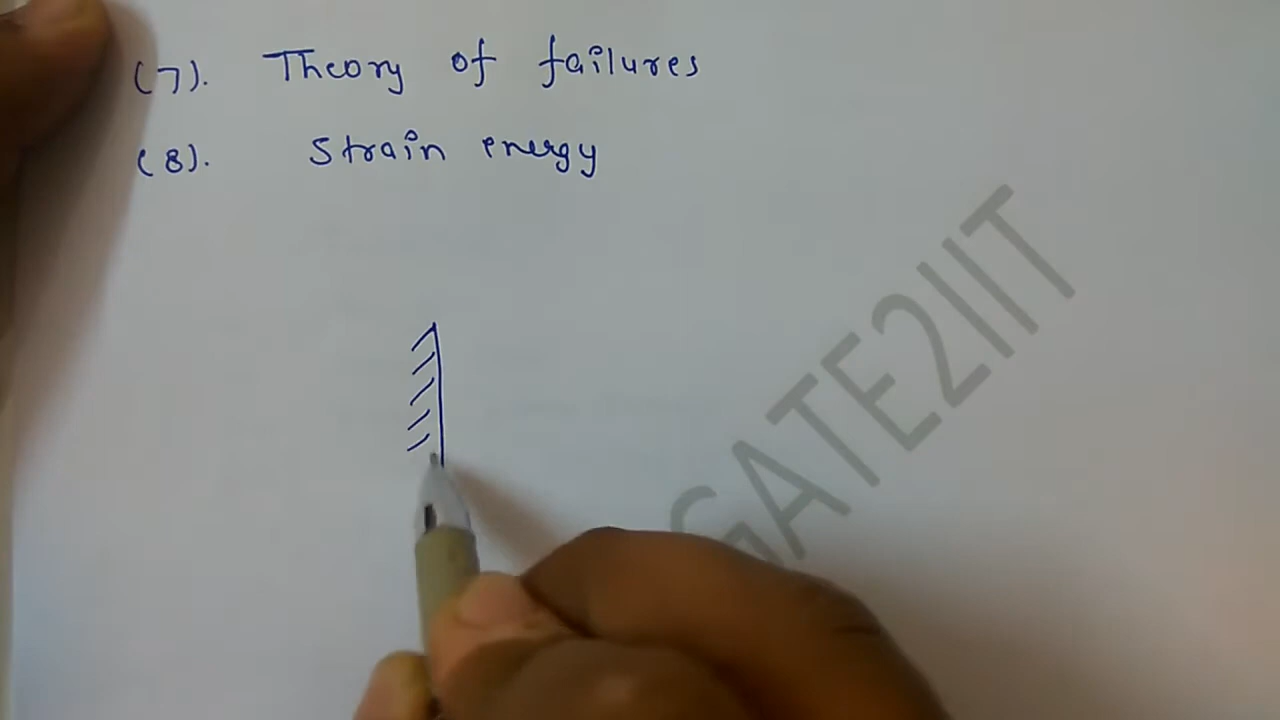 (7). Theory of failures
(8). Strain energy
GATE2IIT